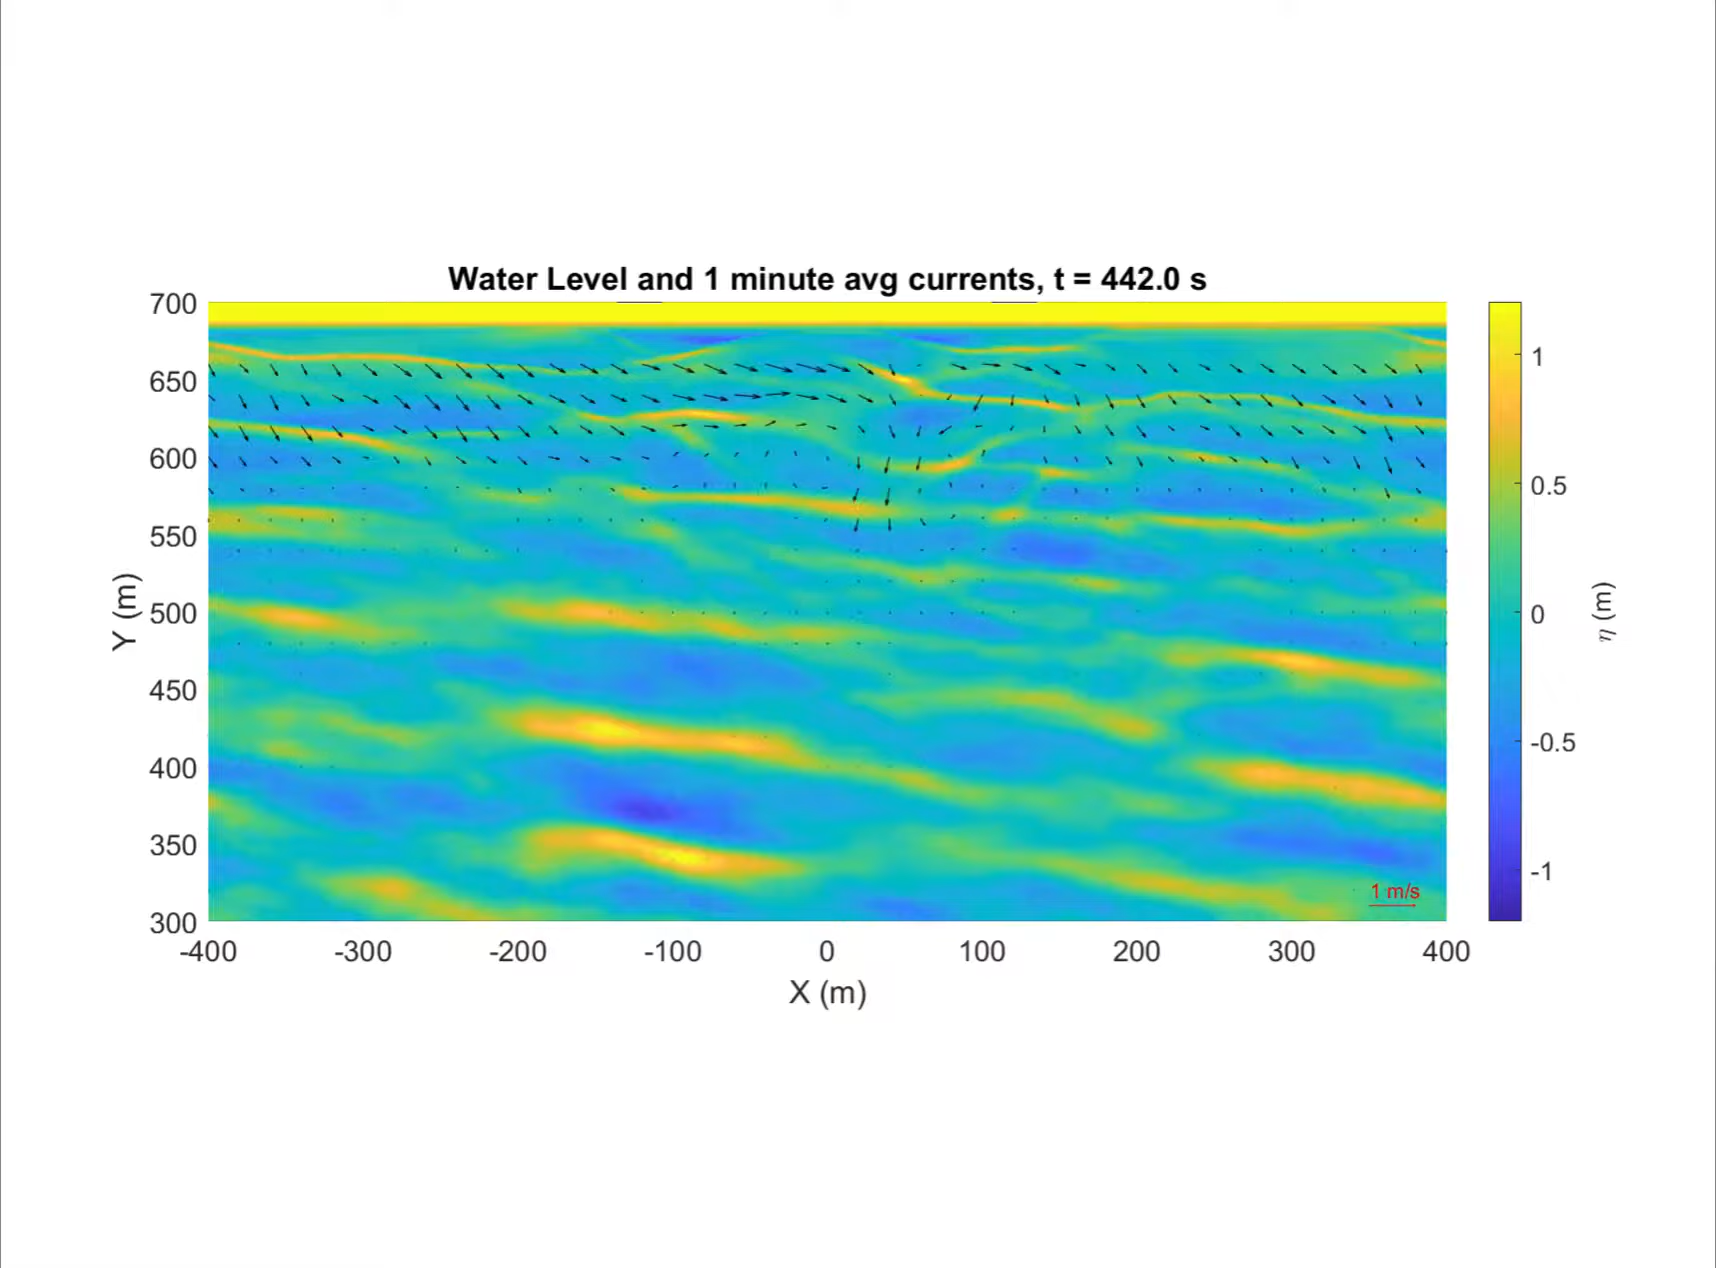 Water Level and 1 minute avg currents, t = 442.0 s
700
650
600
550
500
450
400
350
300
Y (m)
-400 -300 -200 -100 0 100 200 300 400
X (m)
1 m/s
1
0.5
0
-0.5
-1
η (m)